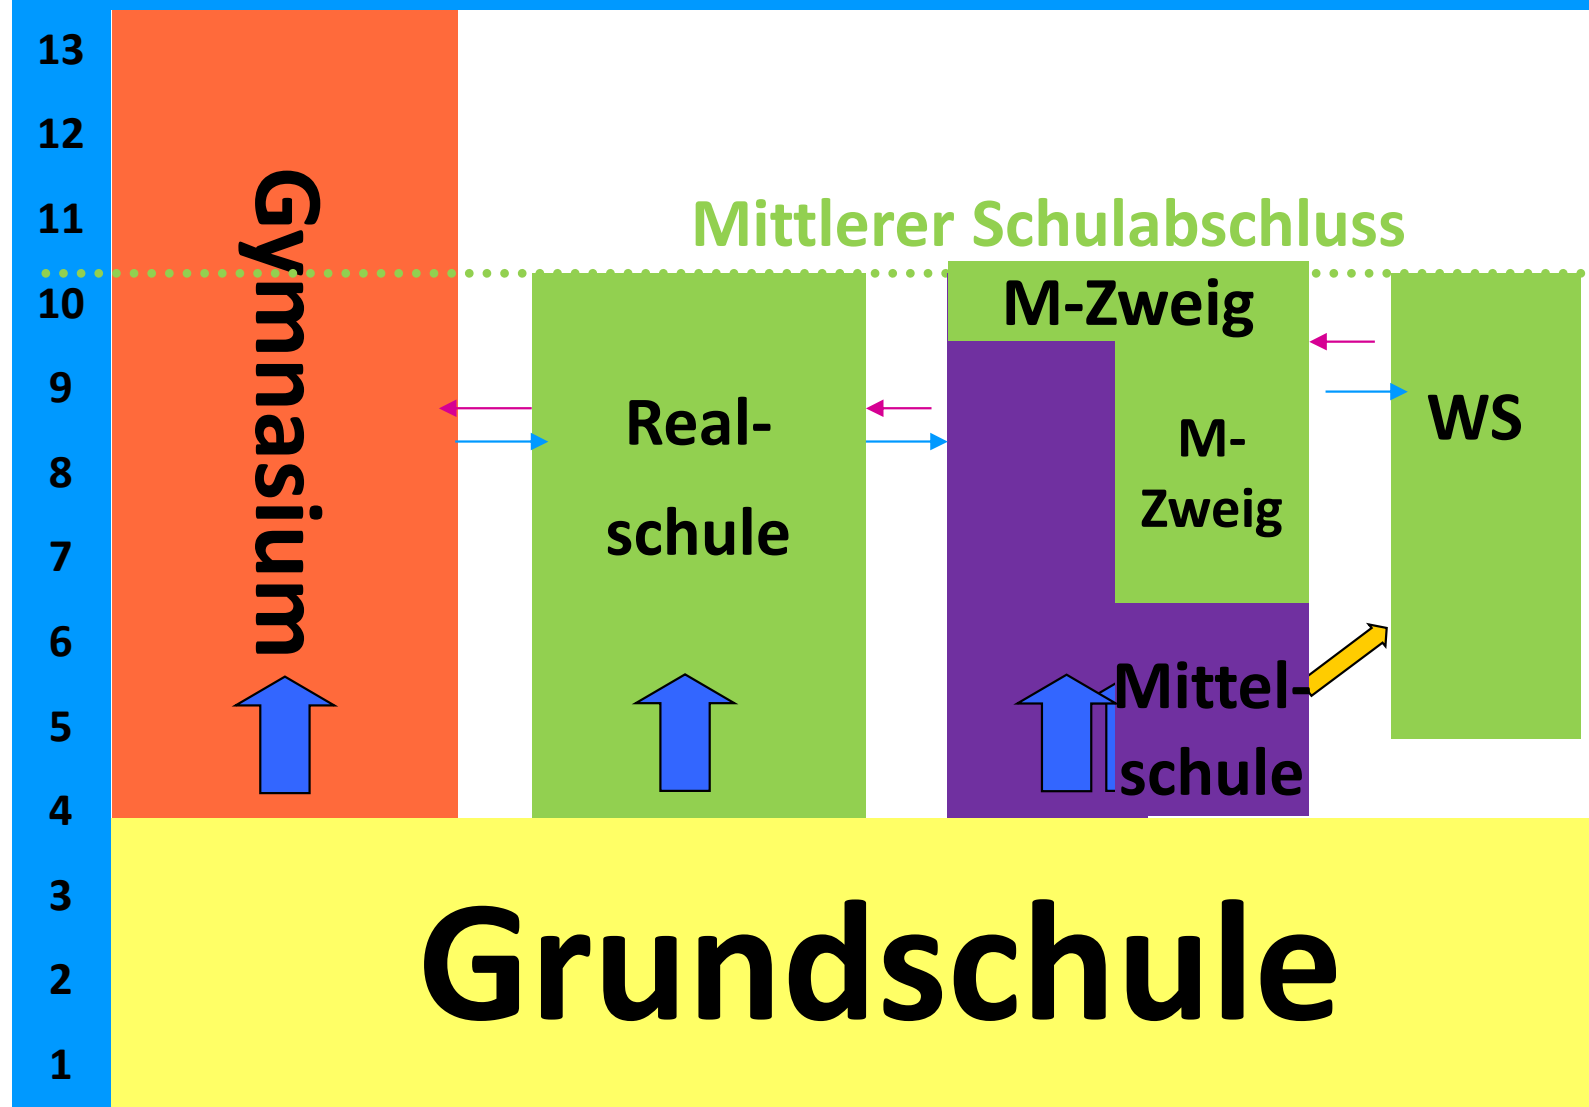 13
12
11
10
9
8
7
6
5
4
3
2
1
Gymnasium
Mittlerer Schulabschluss
Real-
schule
M-Zweig
M-
Zweig
Mittel-
schule
WS
Grundschule